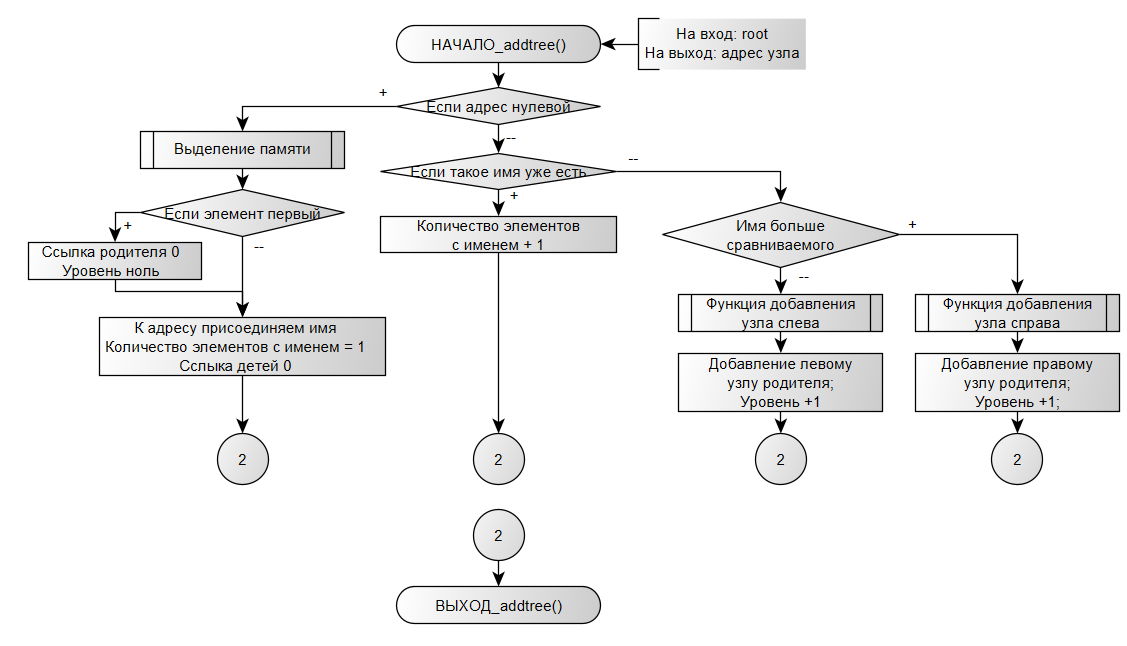 НАЧАЛО_addtree()
На вход: root
На выход: адрес узла
Если адрес нулевой
+
--
Выделение памяти
Если такое имя уже есть
--
+
Если элемент первый
+
--
Ссылка родителя 0
Уровень ноль
Количество элементов
с именем + 1
Имя больше
сравниваемого
+
--
Функция добавления
узла слева
Функция добавления
узла справа
К адресу присоединяем имя
Количество элементов с именем = 1
Сслыка детей 0
Добавление левому
узлу родителя;
Уровень +1
Добавление правому
узлу родителя;
Уровень +1;
2
2
2
2
2
ВЫХОД_addtree()